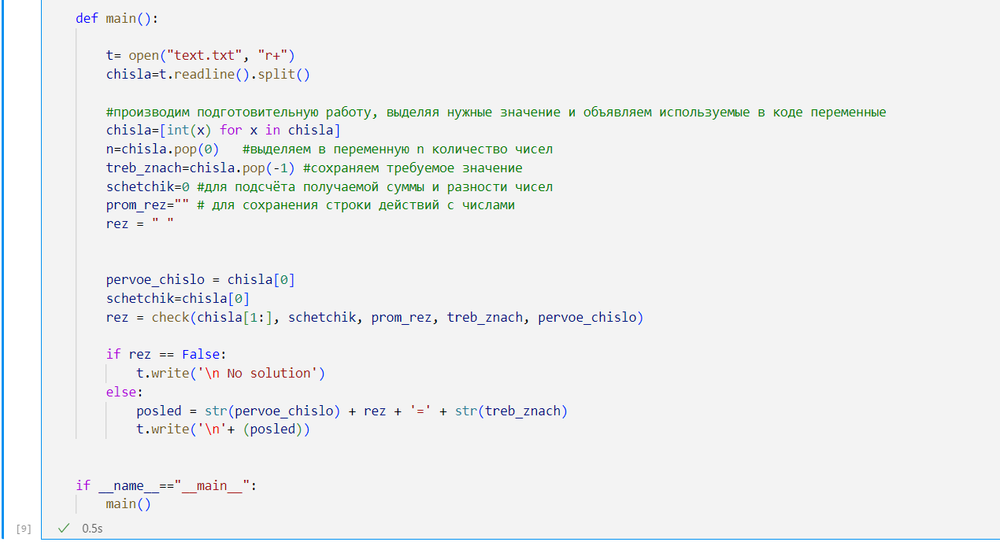 def main():
t= open("text.txt", "r+")
chisla=t.readline().split()
#производим подготовительную работу, выделяя нужные значение и объявляем используемые в коде переменные
chisla=[int(x) for x in chisla]
n=chisla.pop(0) #выделяем в переменную n количество чисел
treb_znach=chisla.pop(-1) #сохраняем требуемое значение
schetchik=0 #для подсчёта получаемой суммы и разности чисел
prom_rez="" # для сохранения строки действий с числами
rez = " "
pervoe_chislo = chisla[0]
schetchik=chisla[0]
rez = check(chisla[1:], schetchik, prom_rez, treb_znach, pervoe_chislo)
if rez == False:
t.write('\n No solution')
else:
posled = str(pervoe_chislo) + rez + '=' + str(treb_znach)
t.write('\n'+ (posled))
if __name__=="__main__":
main()
[9] ✓ 0.5s